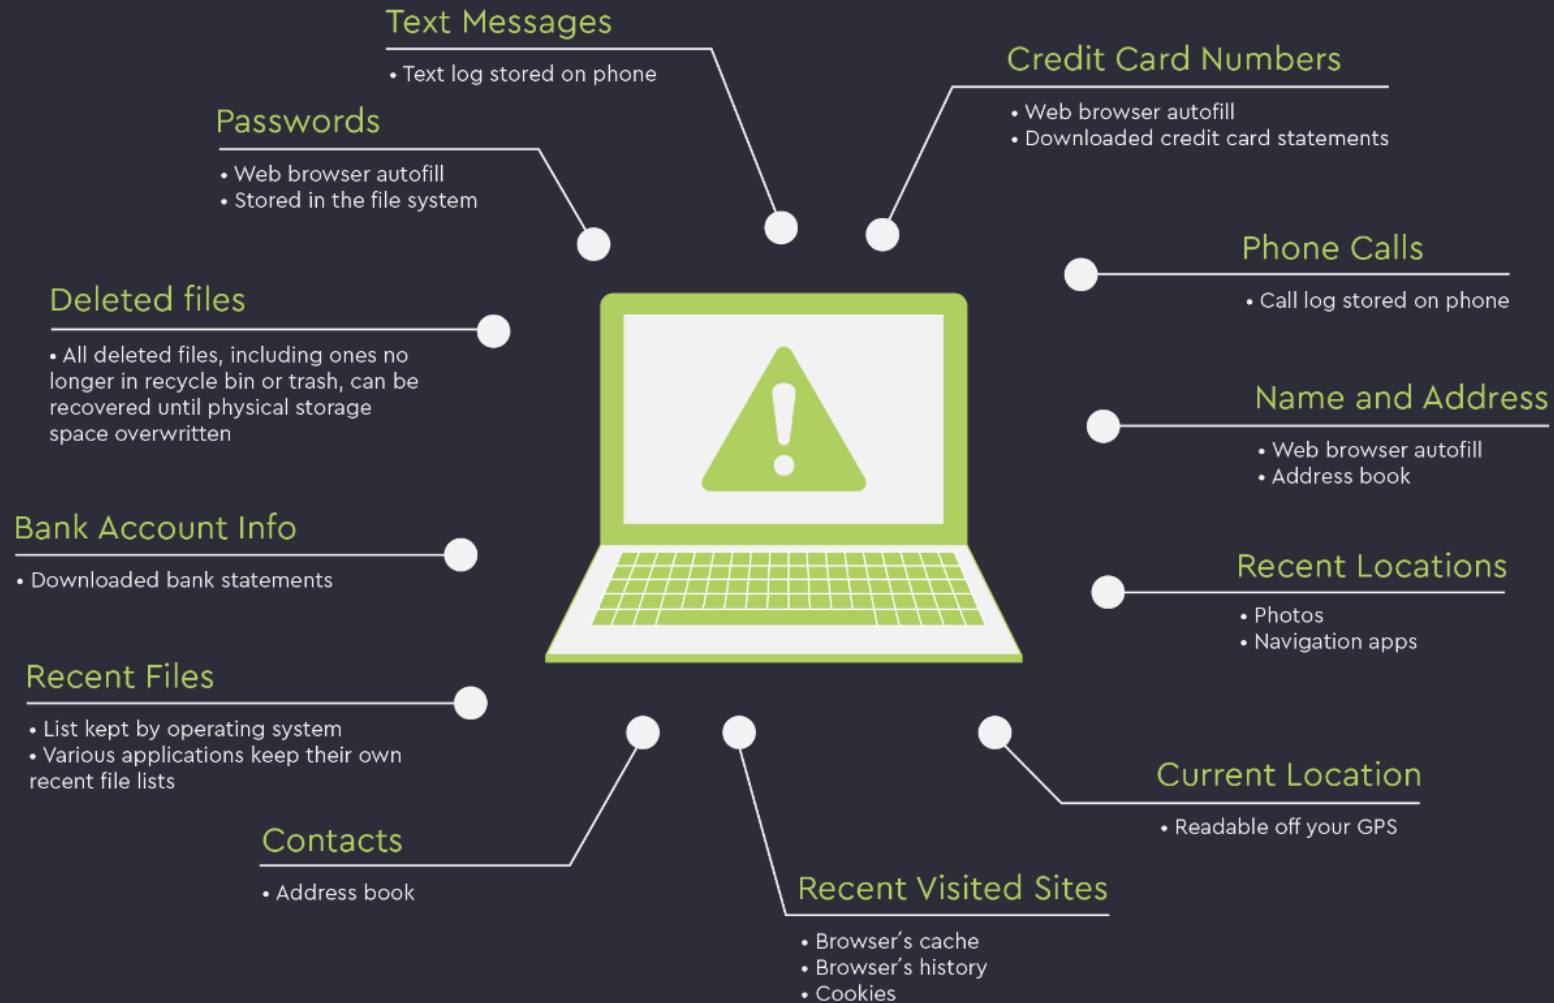 Text Messages
• Text log stored on phone
Credit Card Numbers
• Web browser autofill
• Downloaded credit card statements
Passwords
• Web browser autofill
• Stored in the file system
Phone Calls
• Call log stored on phone
Deleted files
• All deleted files, including ones no
longer in recycle bin or trash, can be
recovered until physical storage
space overwritten
Name and Address
• Web browser autofill
• Address book
Bank Account Info
• Downloaded bank statements
Recent Locations
• Photos
• Navigation apps
Recent Files
• List kept by operating system
• Various applications keep their own
recent file lists
Current Location
• Readable off your GPS
Contacts
• Address book
Recent Visited Sites
• Browser´s cache
• Browser´s history
• Cookies